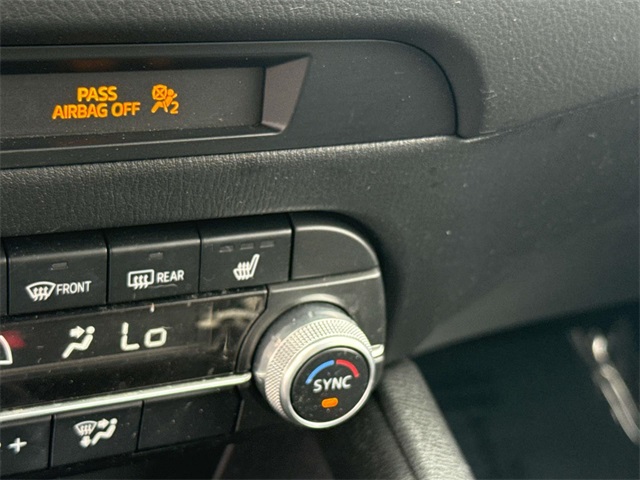 PASS
AIRBAG OFF 2
FRONT
REAR
Lo
SYNC
+